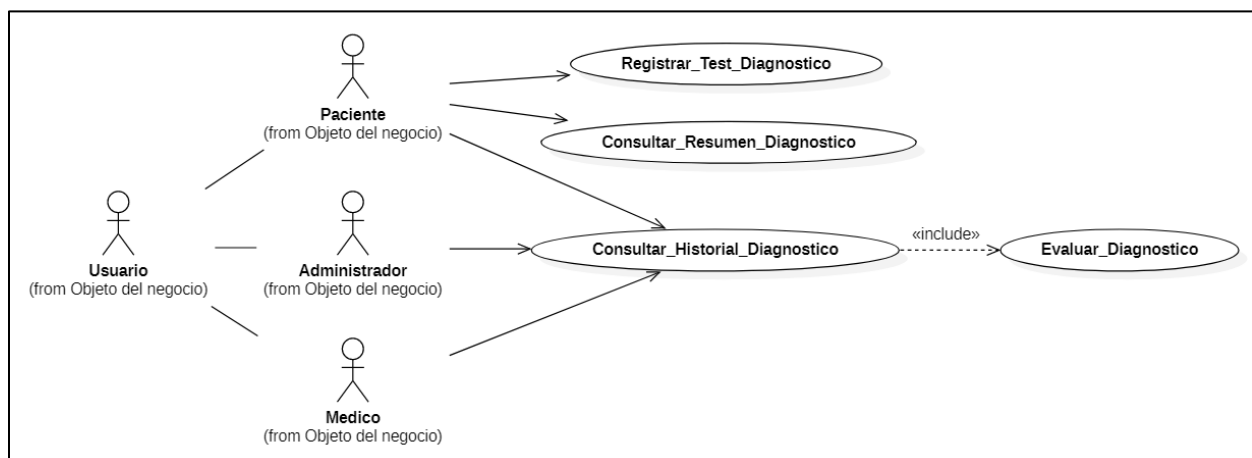 Registrar_Test_Diagnostico
Paciente
(from Objeto del negocio)
Consultar_Resumen_Diagnostico
«include»
Usuario
(from Objeto del negocio)
Administrador
(from Objeto del negocio)
Consultar_Historial_Diagnostico
Evaluar_Diagnostico
Medico
(from Objeto del negocio)